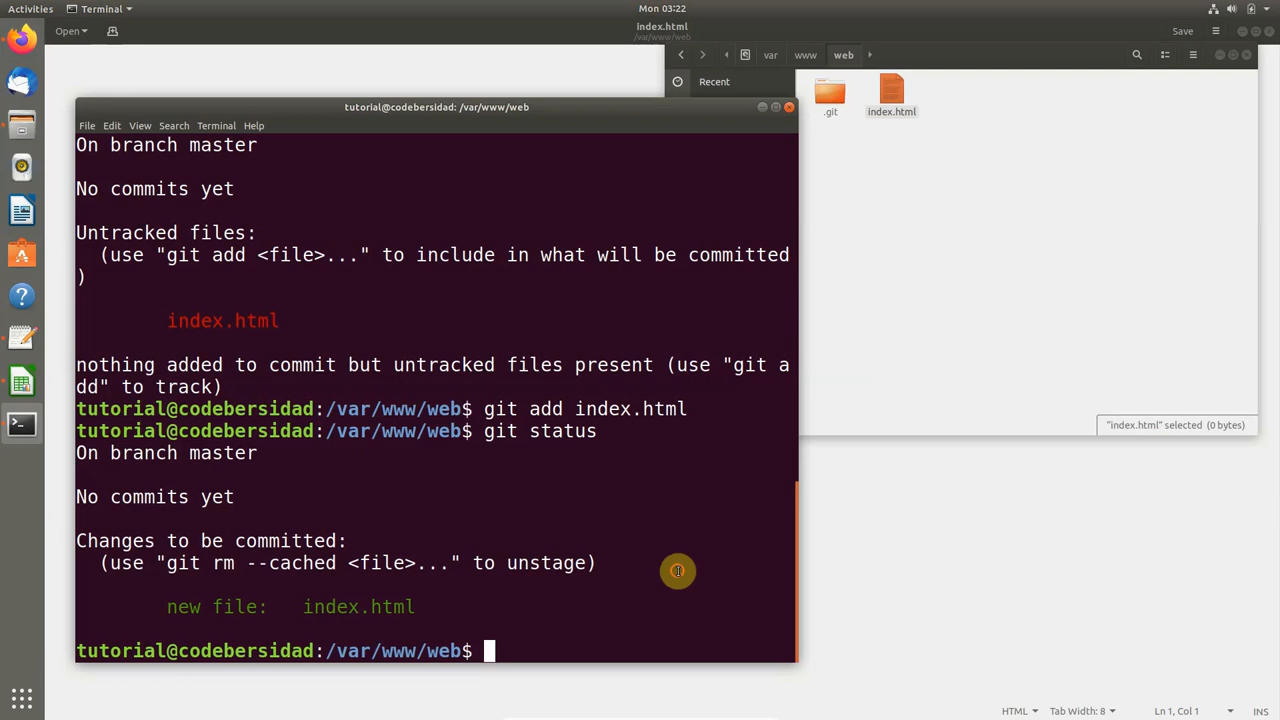 Activities
Terminal
Mon 03:22
Open
index.html
/var/www/web
Save
var
www
web
Recent
.git
index.html
"index.html" selected (0 bytes)
tutorial@codebersidad: /var/www/web
File Edit View Search Terminal Help
On branch master
No commits yet
Untracked files:
(use "git add <file>..." to include in what will be committed
)
index.html
nothing added to commit but untracked files present (use "git a
dd" to track)
tutorial@codebersidad:/var/www/web$ git add index.html
tutorial@codebersidad:/var/www/web$ git status
On branch master
No commits yet
Changes to be committed:
(use "git rm --cached <file>..." to unstage)
new file:   index.html
tutorial@codebersidad:/var/www/web$
HTML
Tab Width: 8
Ln 1, Col 1
INS